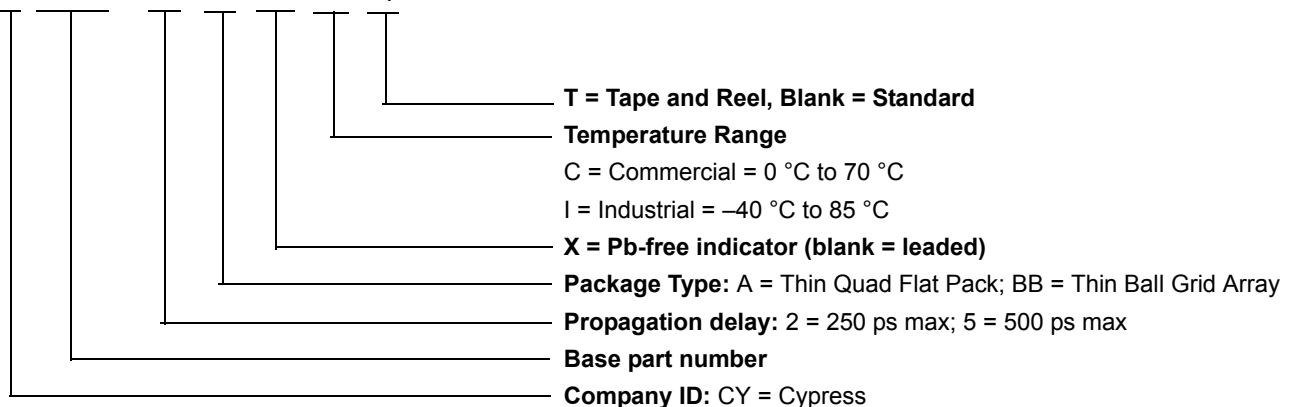 T = Tape and Reel, Blank = Standard
Temperature Range
C = Commercial = 0 °C to 70 °C
I = Industrial = –40 °C to 85 °C
X = Pb-free indicator (blank = leaded)
Package Type: A = Thin Quad Flat Pack; BB = Thin Ball Grid Array
Propagation delay: 2 = 250 ps max; 5 = 500 ps max
Base part number
Company ID: CY = Cypress